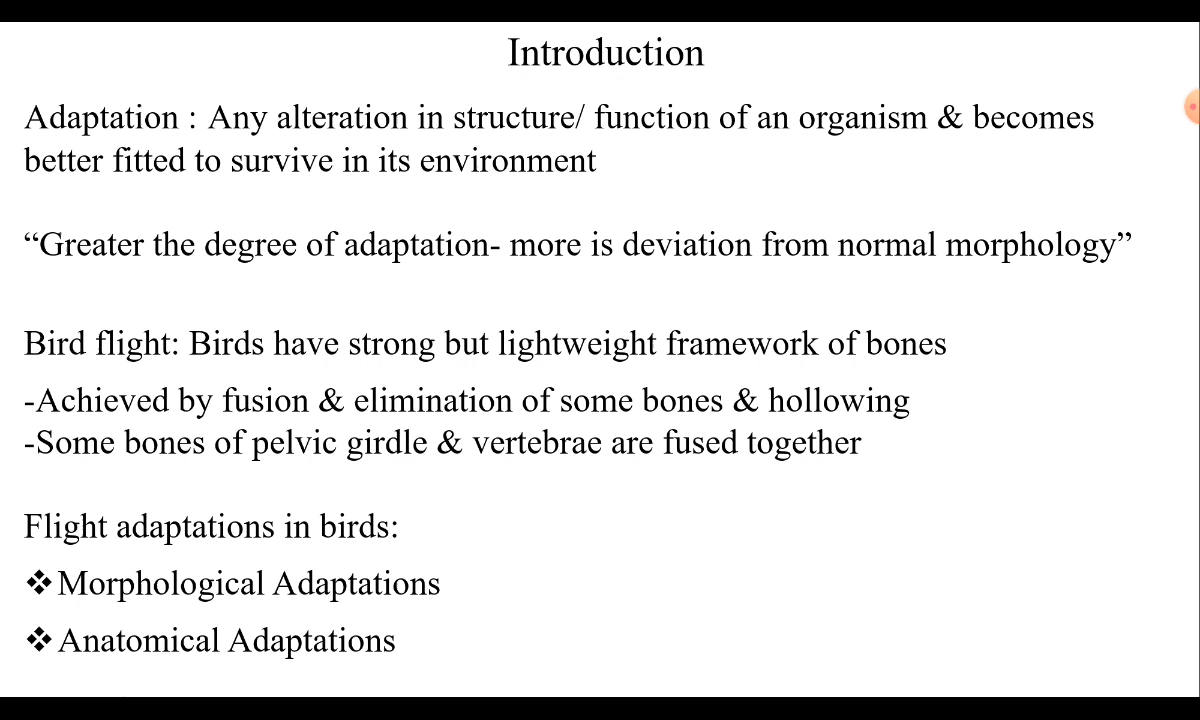 Introduction
Adaptation : Any alteration in structure/ function of an organism & becomes
better fitted to survive in its environment
“Greater the degree of adaptation- more is deviation from normal morphology”
Bird flight: Birds have strong but lightweight framework of bones
-Achieved by fusion & elimination of some bones & hollowing
-Some bones of pelvic girdle & vertebrae are fused together
Flight adaptations in birds:
❖Morphological Adaptations
❖Anatomical Adaptations